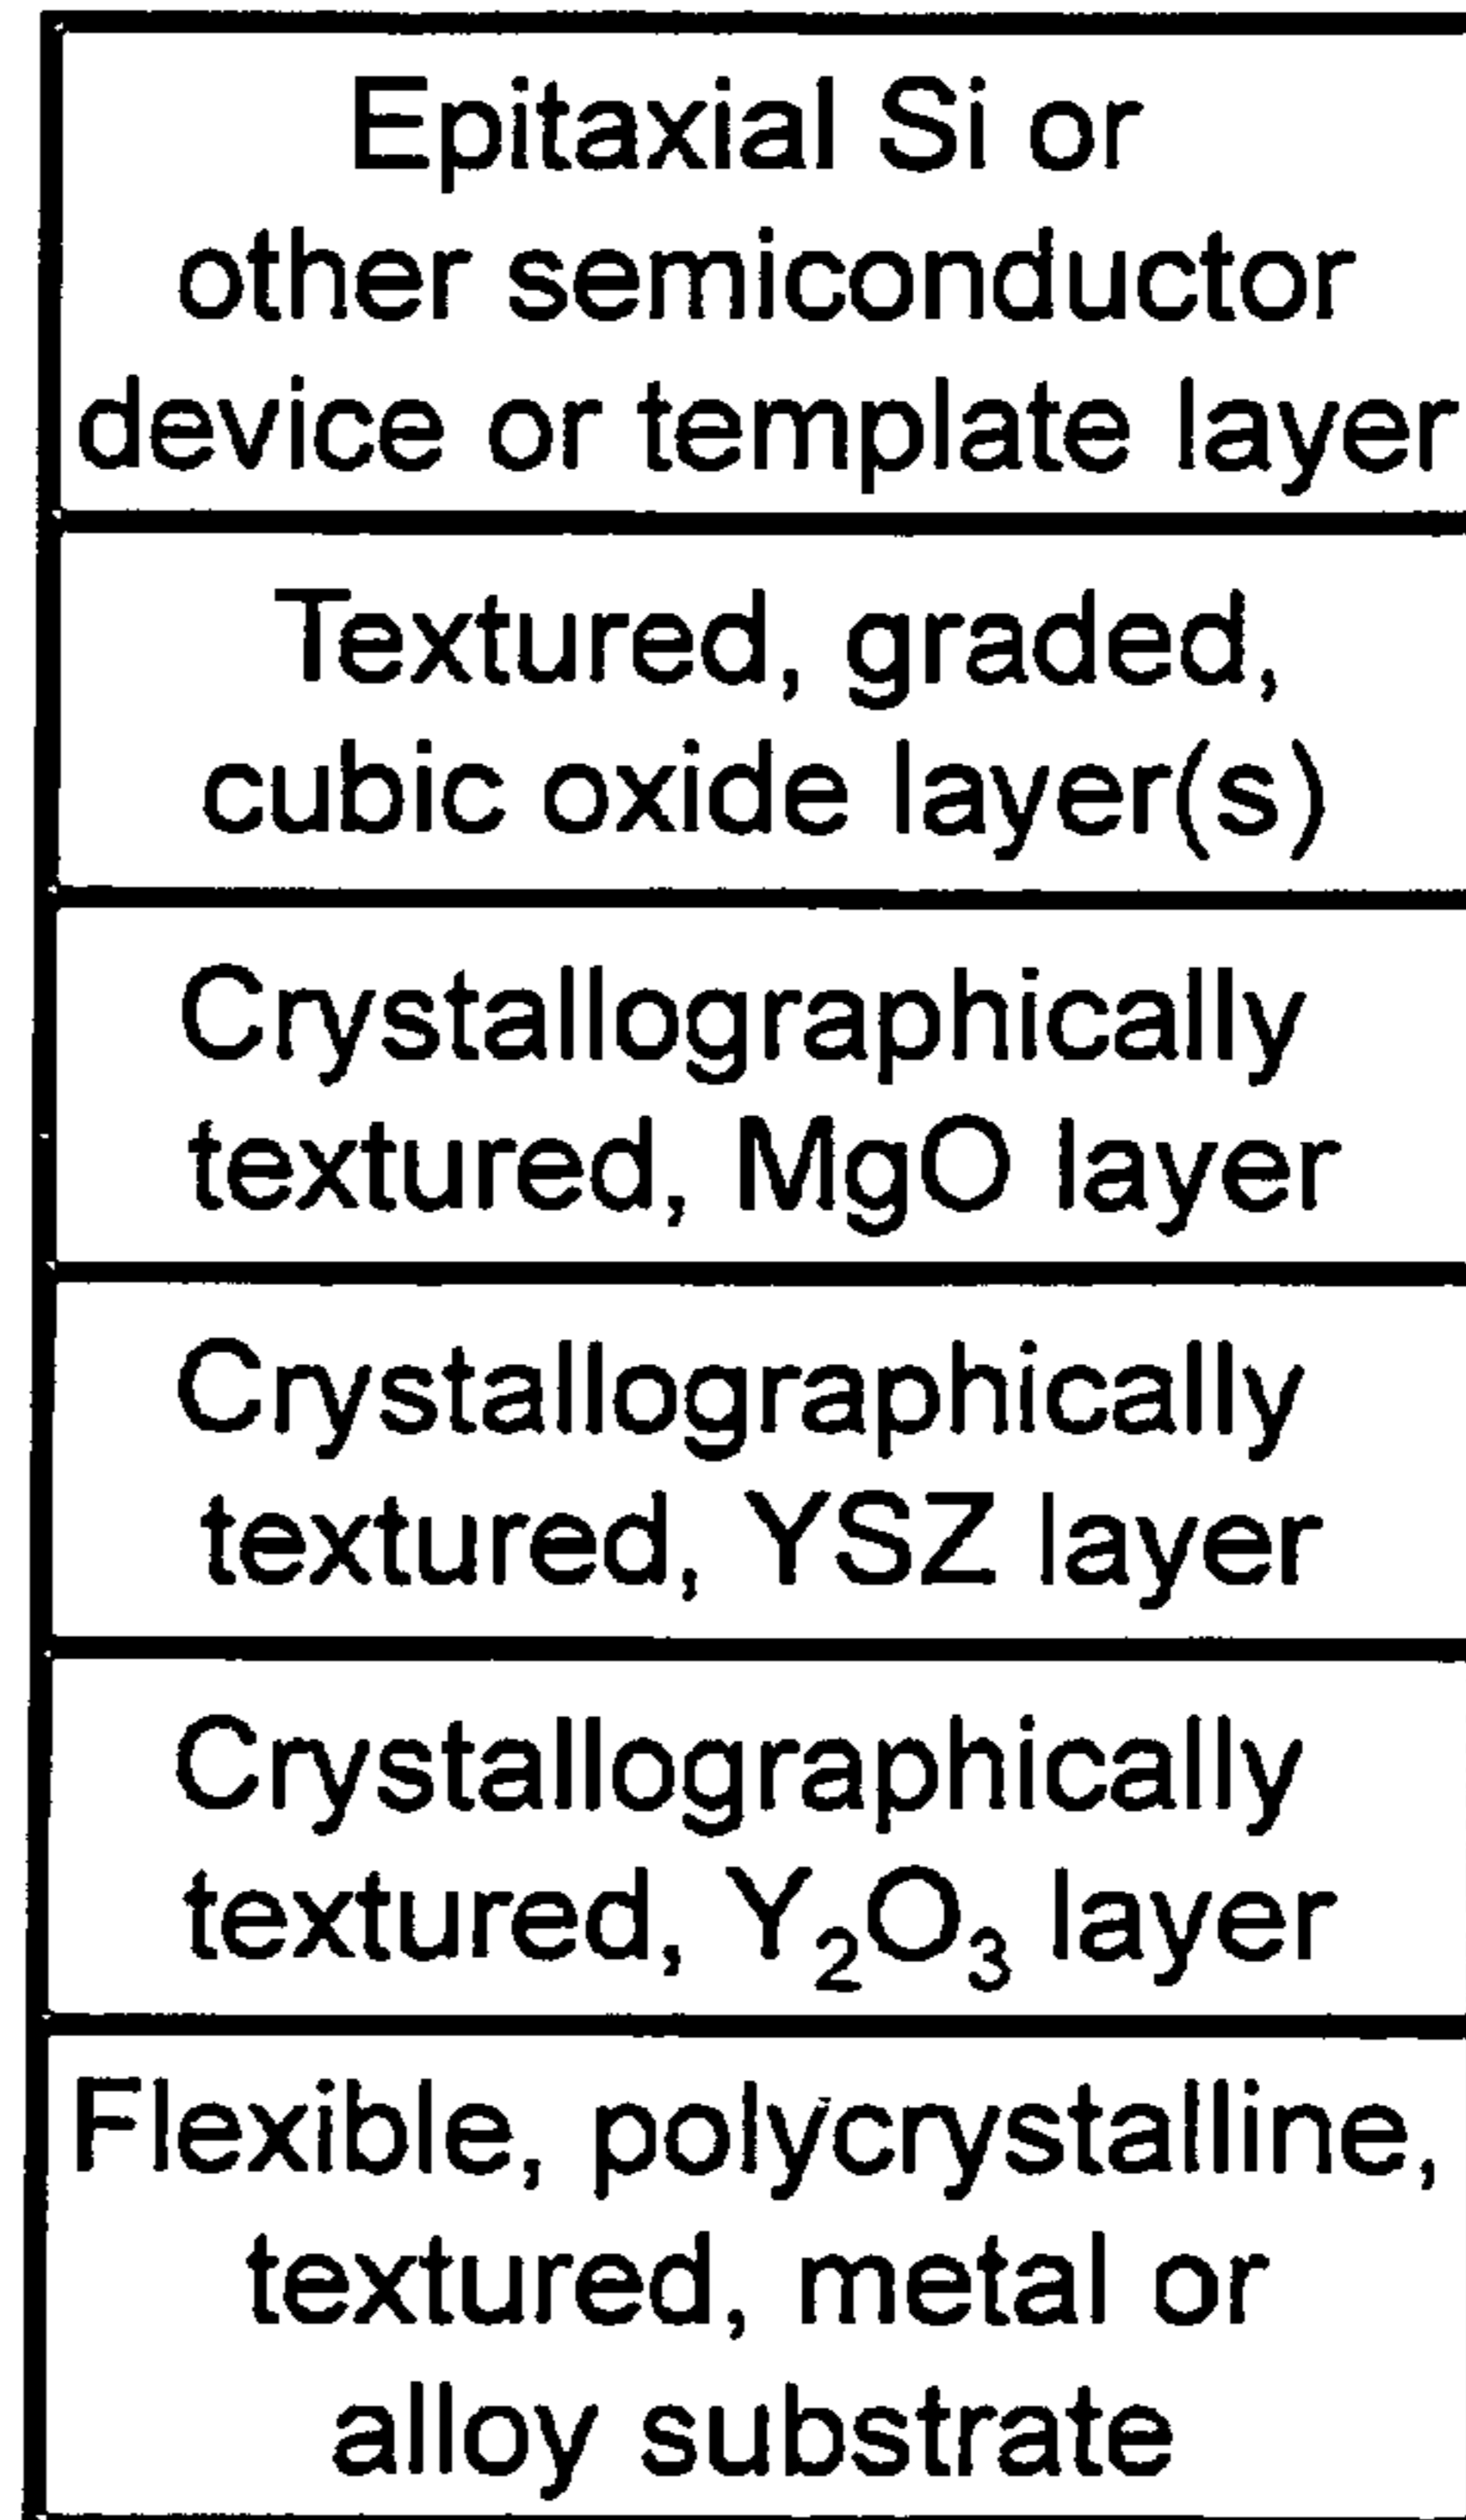 Epitaxial Si or
other semiconductor
device or template layer
Textured, graded,
cubic oxide layer(s)
Crystallographically
textured, MgO layer
Crystallographically
textured, YSZ layer
Crystallographically
textured, Y₂O₃ layer
Flexible, polycrystalline,
textured, metal or
alloy substrate